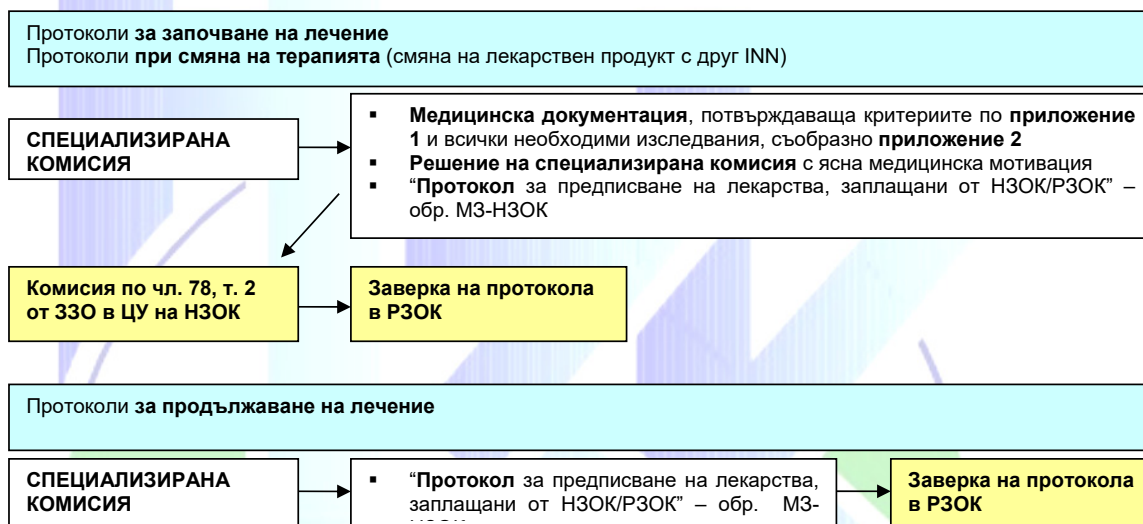 Протоколи за започване на лечение
Протоколи при смяна на терапията (смяна на лекарствен продукт с друг INN)
СПЕЦИАЛИЗИРАНА
КОМИСИЯ
▪ Медицинска документация, потвърждаваща критериите по приложение
1 и всички необходими изследвания, съобразно приложение 2
▪ Решение на специализирана комисия с ясна медицинска мотивация
▪ “Протокол за предписване на лекарства, заплащани от НЗОК/РЗОК” –
обр. МЗ-НЗОК
Комисия по чл. 78, т. 2
от ЗЗО в ЦУ на НЗОК
Заверка на протокола
в РЗОК
Протоколи за продължаване на лечение
СПЕЦИАЛИЗИРАНА
КОМИСИЯ
▪ “Протокол за предписване на лекарства,
заплащани от НЗОК/РЗОК” – обр. МЗ-
Заверка на протокола
в РЗОК